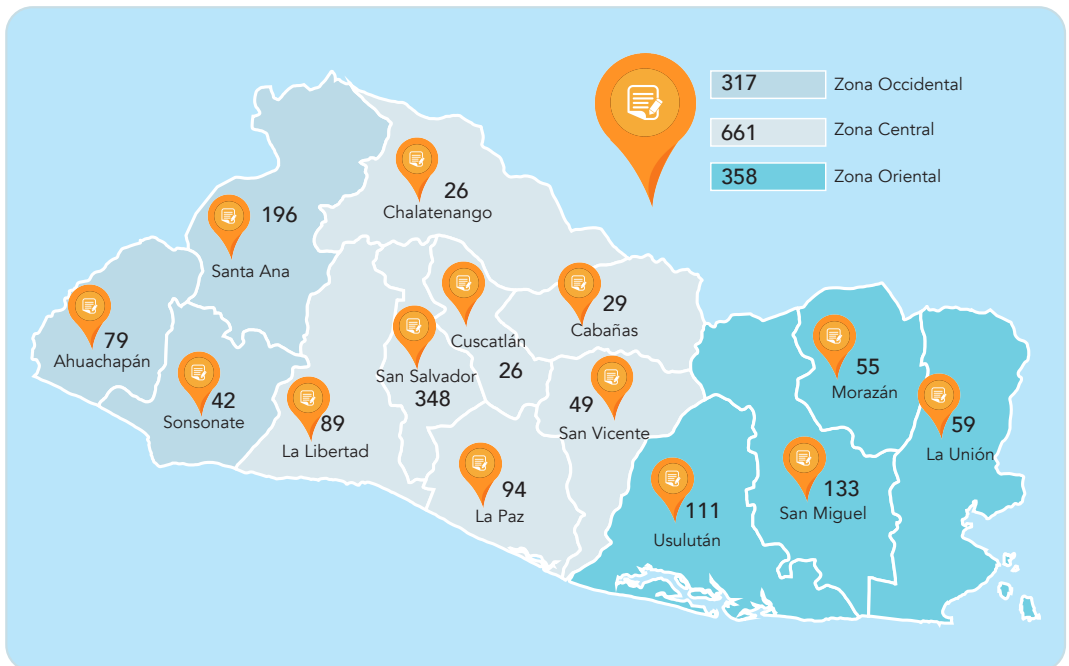 317 Zona Occidental
661 Zona Central
358 Zona Oriental
26
Chalatenango
196
Santa Ana
79
Ahuachapán
42
Sonsonate
89
La Libertad
San Salvador
348
Cuscatlán
26
29
Cabañas
49
San Vicente
94
La Paz
111
Usulután
133
San Miguel
55
Morazán
59
La Unión